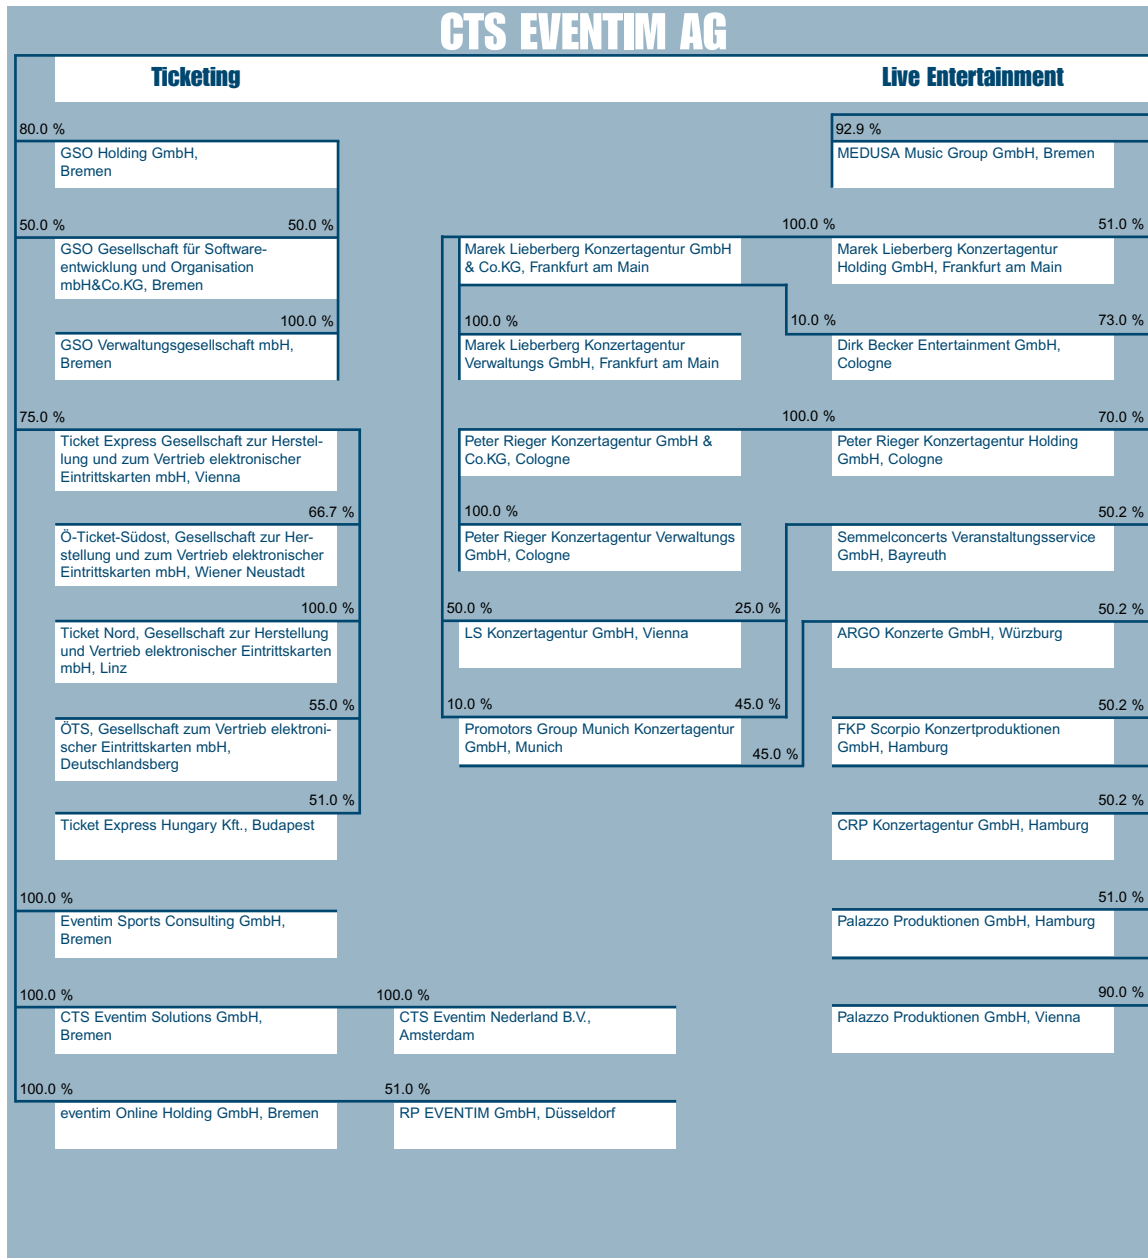 CTS EVENTIM AG
Ticketing
Live Entertainment
80.0 %
GSO Holding GmbH,
Bremen
50.0 %
50.0 %
GSO Gesellschaft für Software-
entwicklung und Organisation
mbH&Co.KG, Bremen
100.0 %
GSO Verwaltungsgesellschaft mbH,
Bremen
75.0 %
Ticket Express Gesellschaft zur Herstel-
lung und zum Vertrieb elektronischer
Eintrittskarten mbH, Vienna
66.7 %
Ö-Ticket-Südost, Gesellschaft zur Her-
stellung und zum Vertrieb elektronischer
Eintrittskarten mbH, Wiener Neustadt
100.0 %
Ticket Nord, Gesellschaft zur Herstellung
und Vertrieb elektronischer Eintrittskarten
mbH, Linz
55.0 %
ÖTS, Gesellschaft zum Vertrieb elektroni-
scher Eintrittskarten mbH,
Deutschlandsberg
51.0 %
Ticket Express Hungary Kft., Budapest
100.0 %
Eventim Sports Consulting GmbH,
Bremen
100.0 %
CTS Eventim Solutions GmbH,
Bremen
100.0 %
CTS Eventim Nederland B.V.,
Amsterdam
100.0 %
eventim Online Holding GmbH, Bremen
51.0 %
RP EVENTIM GmbH, Düsseldorf
Marek Lieberberg Konzertagentur GmbH
& Co.KG, Frankfurt am Main
100.0 %
Marek Lieberberg Konzertagentur
Verwaltungs GmbH, Frankfurt am Main
Peter Rieger Konzertagentur GmbH &
Co.KG, Cologne
100.0 %
Peter Rieger Konzertagentur Verwaltungs
GmbH, Cologne
50.0 %
25.0 %
LS Konzertagentur GmbH, Vienna
10.0 %
45.0 %
Promotors Group Munich Konzertagentur
GmbH, Munich
45.0 %
92.9 %
MEDUSA Music Group GmbH, Bremen
100.0 %
51.0 %
Marek Lieberberg Konzertagentur
Holding GmbH, Frankfurt am Main
10.0 %
73.0 %
Dirk Becker Entertainment GmbH,
Cologne
100.0 %
70.0 %
Peter Rieger Konzertagentur Holding
GmbH, Cologne
50.2 %
Semmelconcerts Veranstaltungsservice
GmbH, Bayreuth
50.2 %
ARGO Konzerte GmbH, Würzburg
50.2 %
FKP Scorpio Konzertproduktionen
GmbH, Hamburg
50.2 %
CRP Konzertagentur GmbH, Hamburg
51.0 %
Palazzo Produktionen GmbH, Hamburg
90.0 %
Palazzo Produktionen GmbH, Vienna